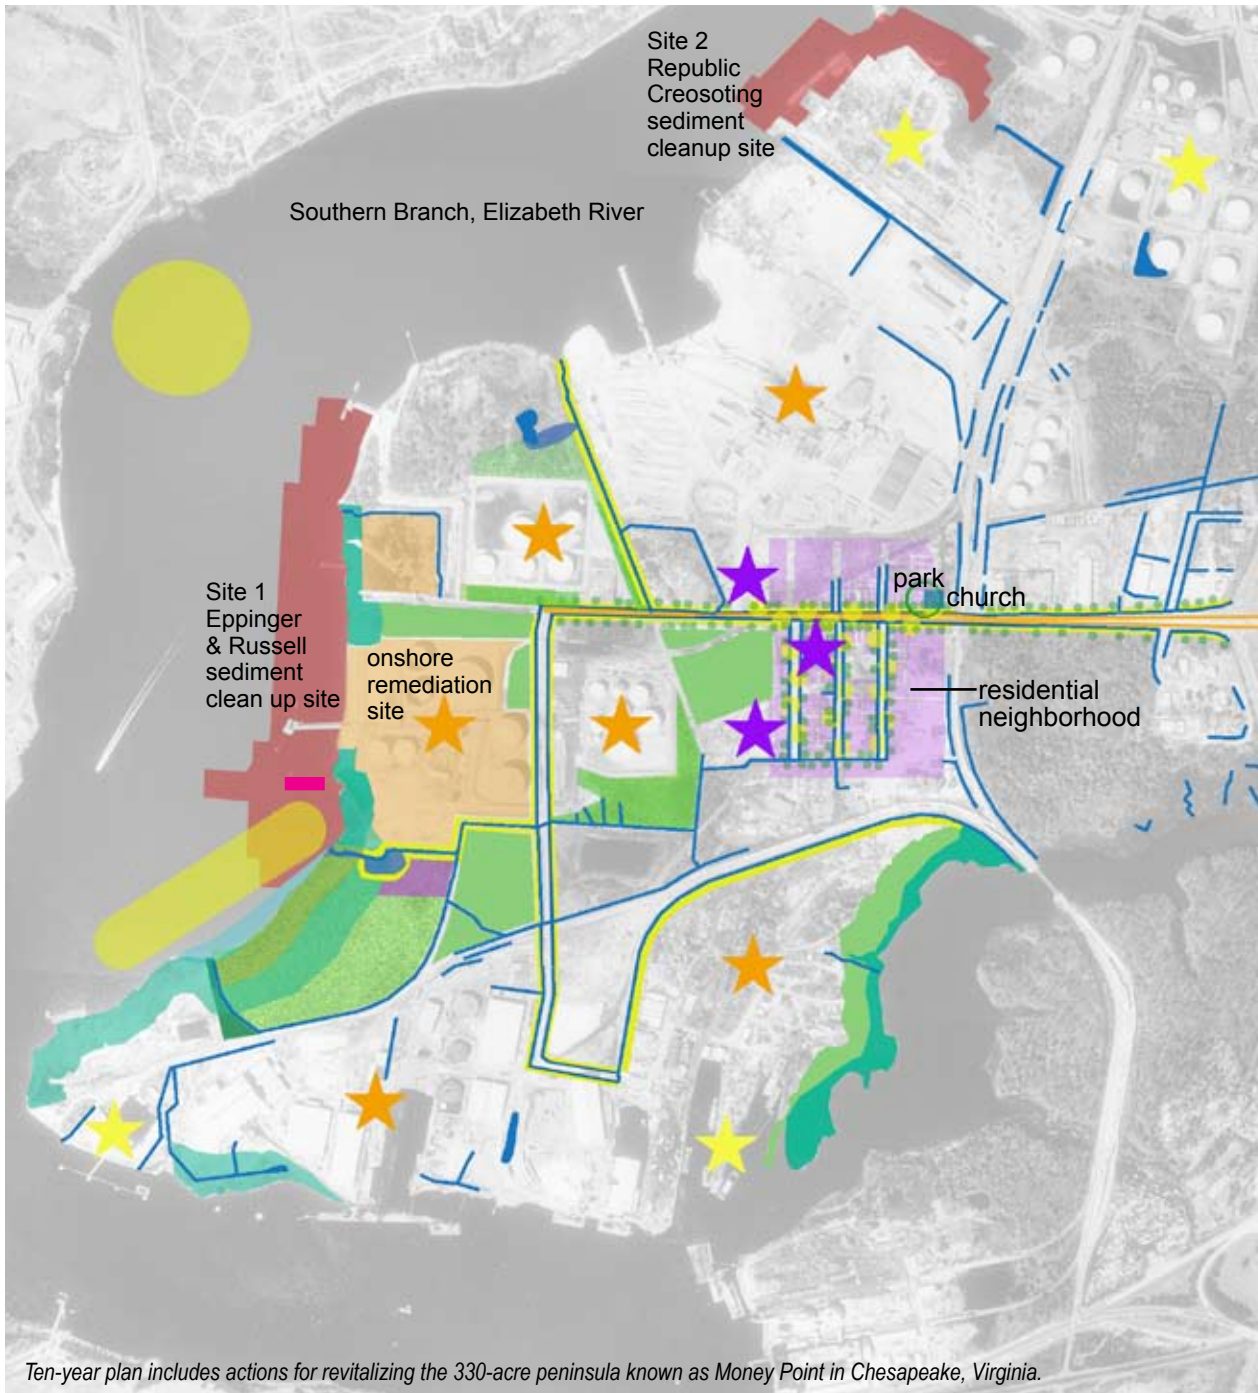 Site 2
Republic
Creosoting
sediment
cleanup site
Southern Branch, Elizabeth River
park
church
Site 1
Eppinger
& Russell
sediment
clean up site
onshore
remediation
site
residential
neighborhood
Ten-year plan includes actions for revitalizing the 330-acre peninsula known as Money Point in Chesapeake, Virginia.